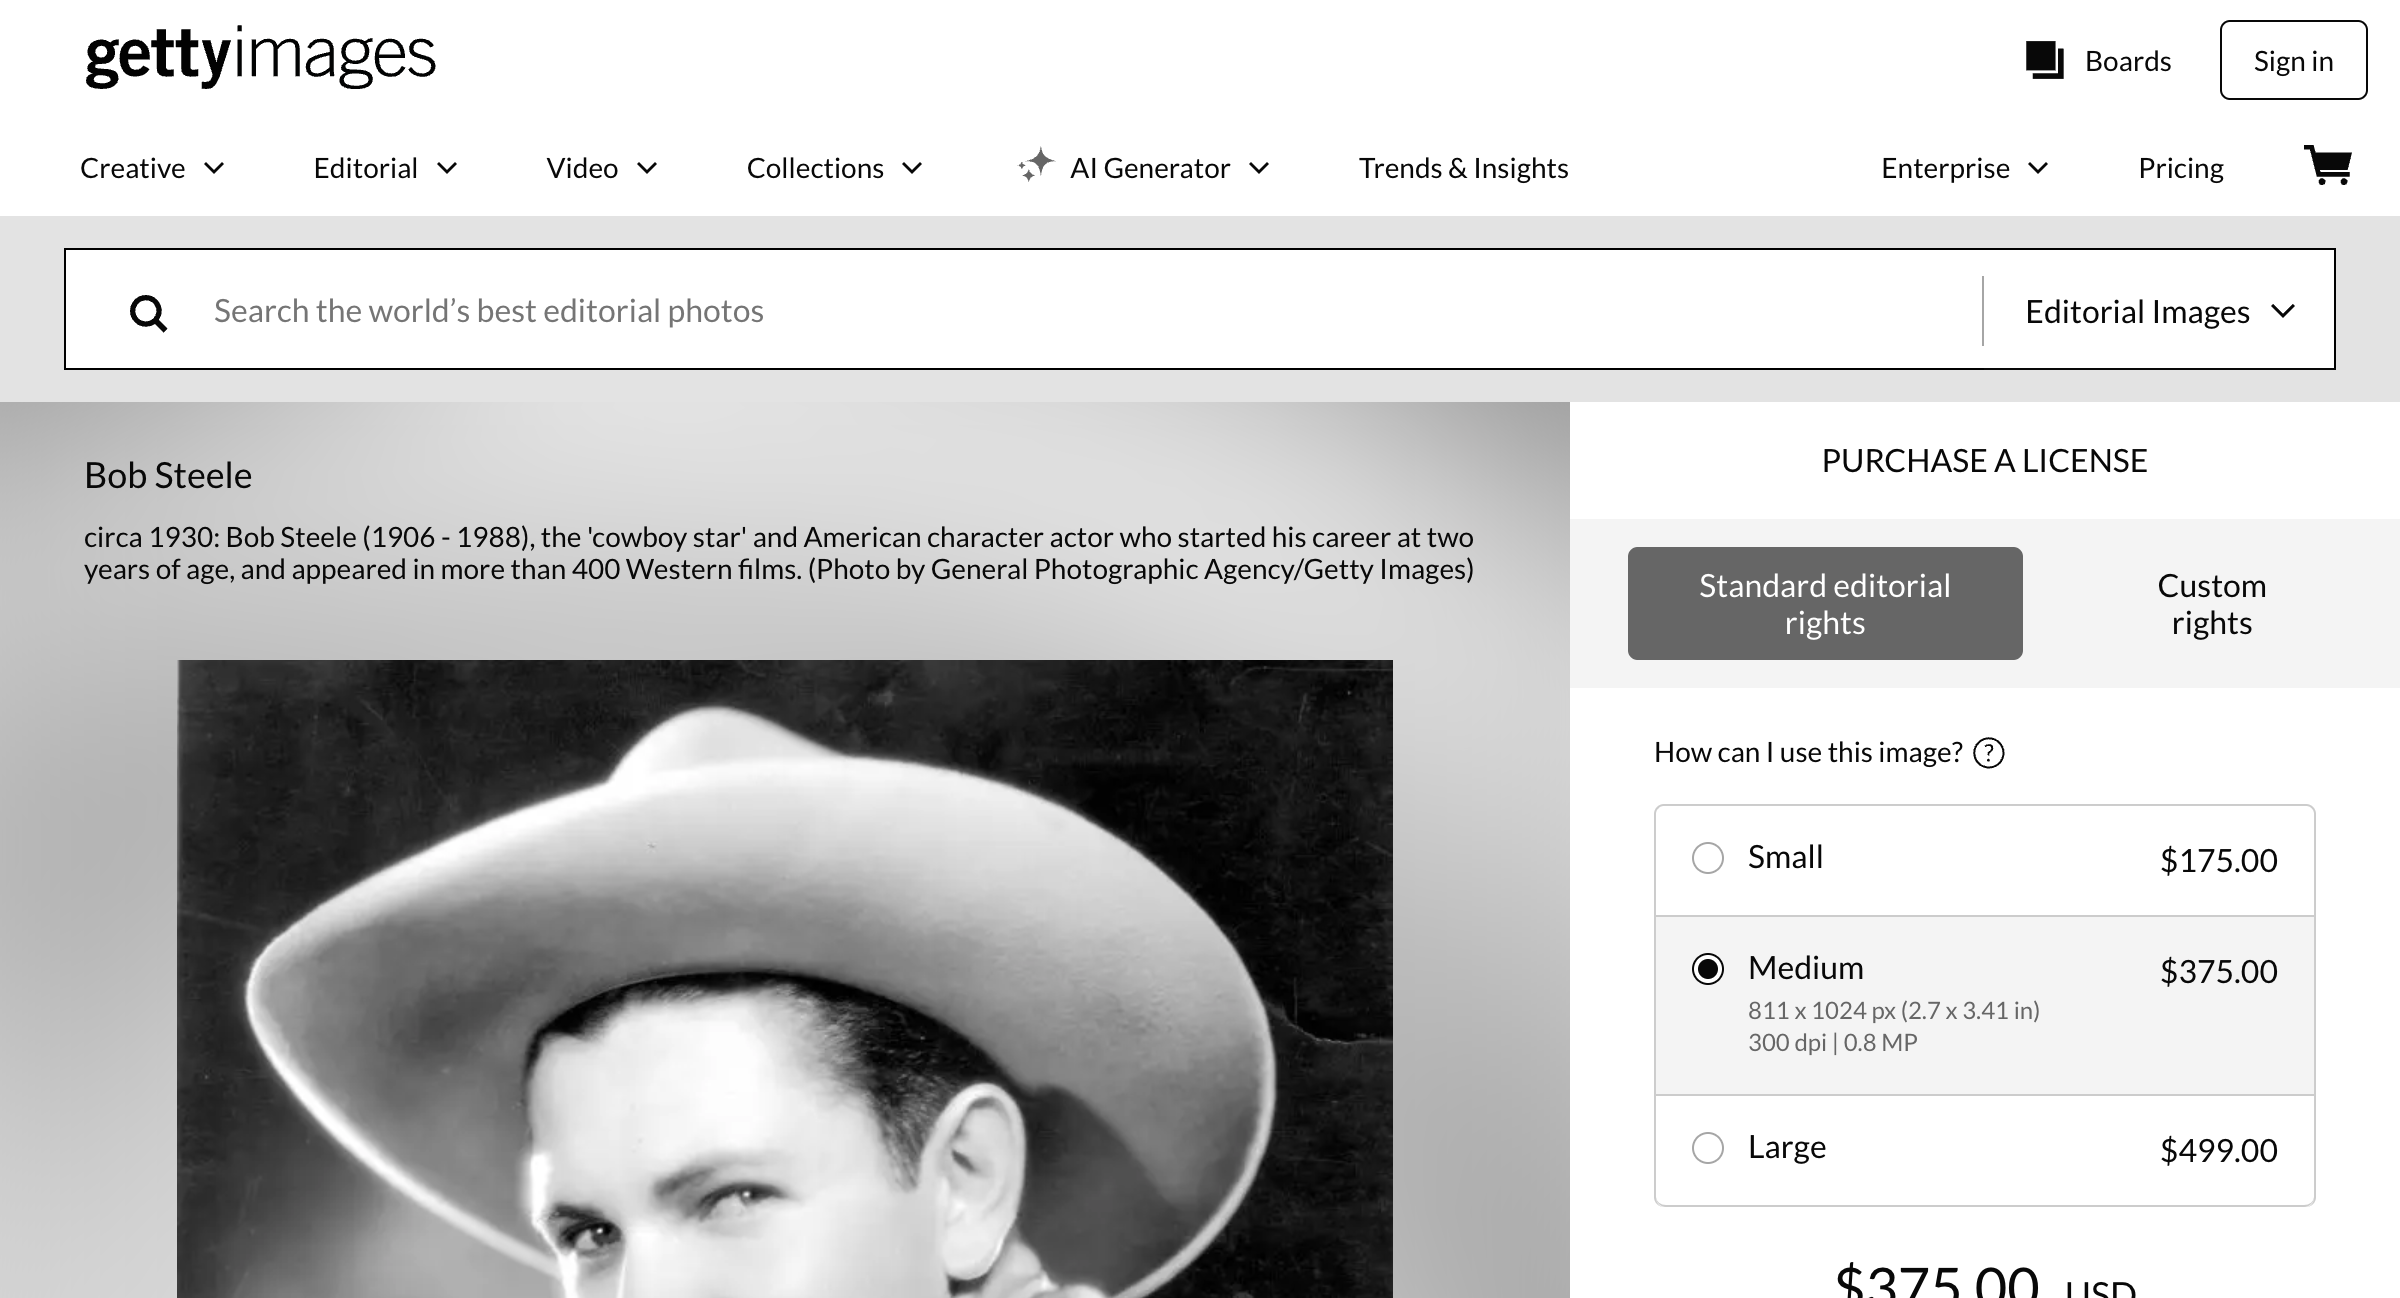 gettyimages
Boards
Sign in
Creative
Editorial
Video
Collections
AI Generator
Trends & Insights
Enterprise
Pricing
Search the world’s best editorial photos
Editorial Images
Bob Steele
circa 1930: Bob Steele (1906 - 1988), the 'cowboy star' and American character actor who started his career at two
years of age, and appeared in more than 400 Western films. (Photo by General Photographic Agency/Getty Images)
PURCHASE A LICENSE
Standard editorial
rights
Custom
rights
How can I use this image? ?
Small
$175.00
Medium
$375.00
811 x 1024 px (2.7 x 3.41 in)
300 dpi | 0.8 MP
Large
$499.00
$375.00 USD